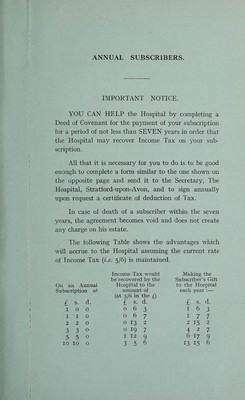 ANNUAL SUBSCRIBERS.
IMPORTANT NOTICE.
YOU CAN HELP the Hospital by completing a
Deed of Covenant for the payment of your subscription
for a period of not less than SEVEN years in order that
the Hospital may recover Income Tax on your sub-
scription.
All that it is necessary for you to do is to be good
enough to complete a form similar to the one shown on
the opposite page and send it to the Secretary, The
Hospital, Stratford-upon-Avon, and to sign annually
upon request a certificate of deduction of Tax.
In case of death of a subscriber within the seven
years, the agreement becomes void and does not create
any charge on his estate.
The following Table shows the advantages which
will accrue to the Hospital assuming the current rate
of Income Tax (i.e. 5/6) is maintained.
Income Tax would Making the
be recovered by the Subscriber's Gift
On an Annual Hospital to the to the Hospital
Subscription of amount of each year :—
(at 5/6 in the £)
£ s. d. £ s. d. £ s. d.
1 0 0 0 6 3 1 6 3
1 1 0 0 6 7 1 7 7
2 2 0 0 13 2 2 15 2
3 3 0 0 19 7 4 2 7
5 5 0 1 12 9 6 17 9
10 10 0 3 5 6 13 15 6